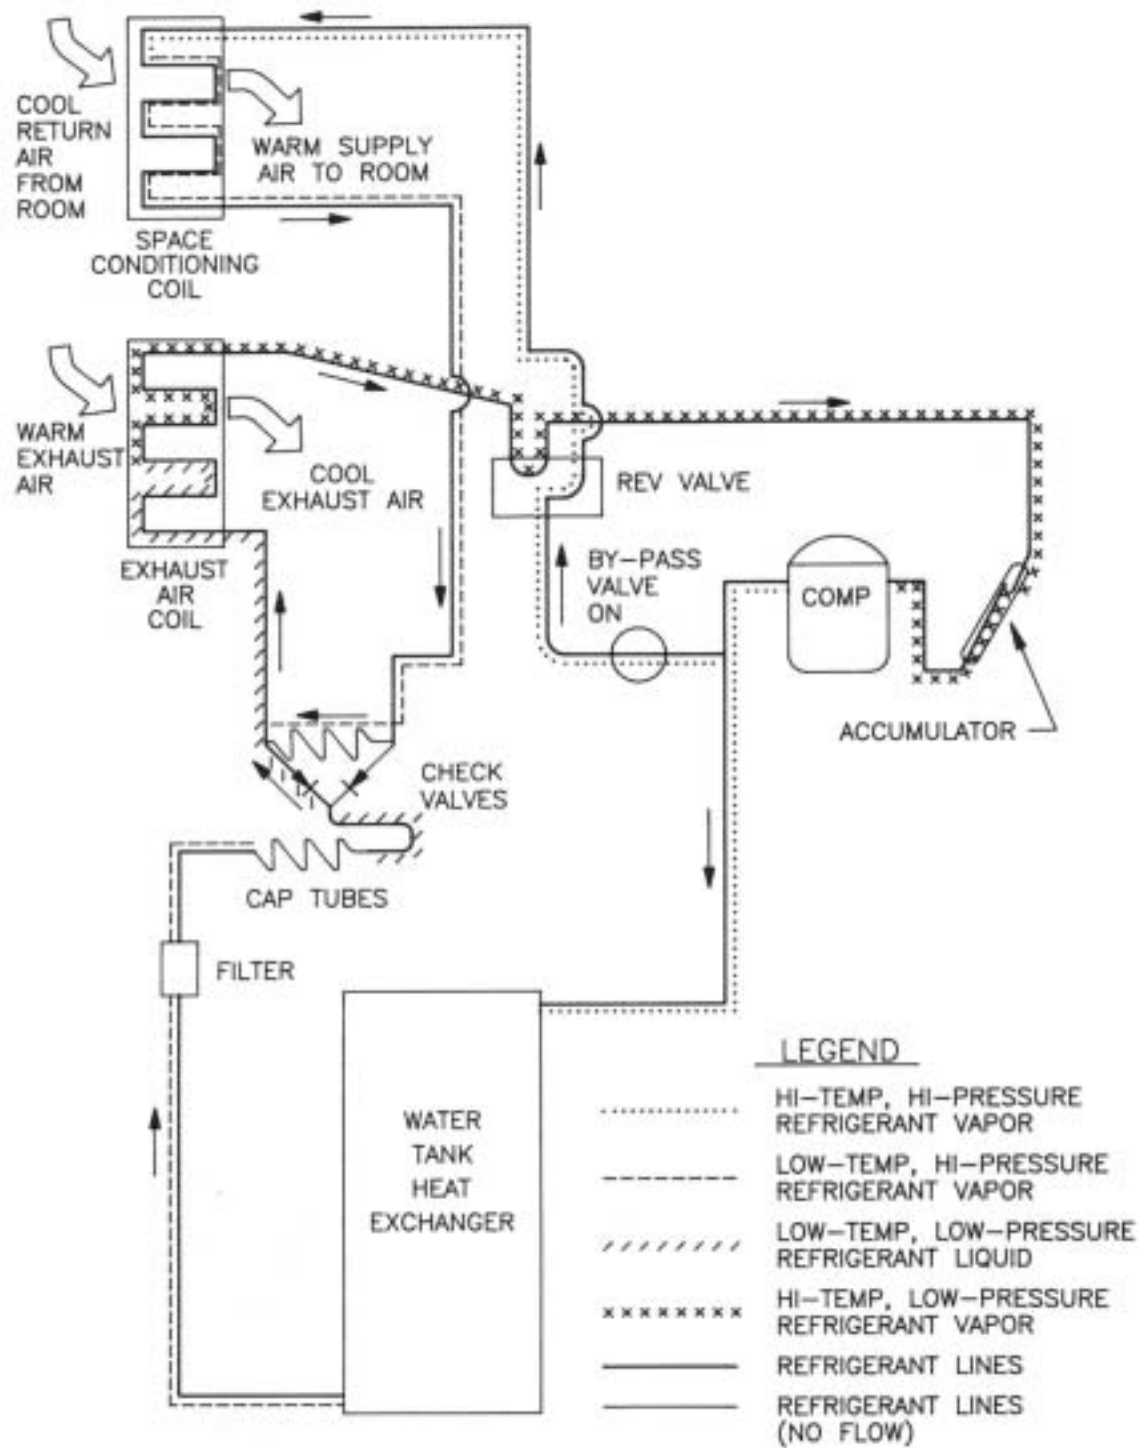 COOL
RETURN
AIR
FROM
ROOM
WARM SUPPLY
AIR TO ROOM
SPACE
CONDITIONING
COIL
WARM
EXHAUST
AIR
COOL
EXHAUST AIR
EXHAUST
AIR
COIL
REV VALVE
BY-PASS
VALVE
ON
COMP
ACCUMULATOR
CHECK
VALVES
CAP TUBES
FILTER
WATER
TANK
HEAT
EXCHANGER
LEGEND
HI-TEMP, HI-PRESSURE
REFRIGERANT VAPOR
LOW-TEMP, HI-PRESSURE
REFRIGERANT VAPOR
LOW-TEMP, LOW-PRESSURE
REFRIGERANT LIQUID
HI-TEMP, LOW-PRESSURE
REFRIGERANT VAPOR
REFRIGERANT LINES
REFRIGERANT LINES
(NO FLOW)